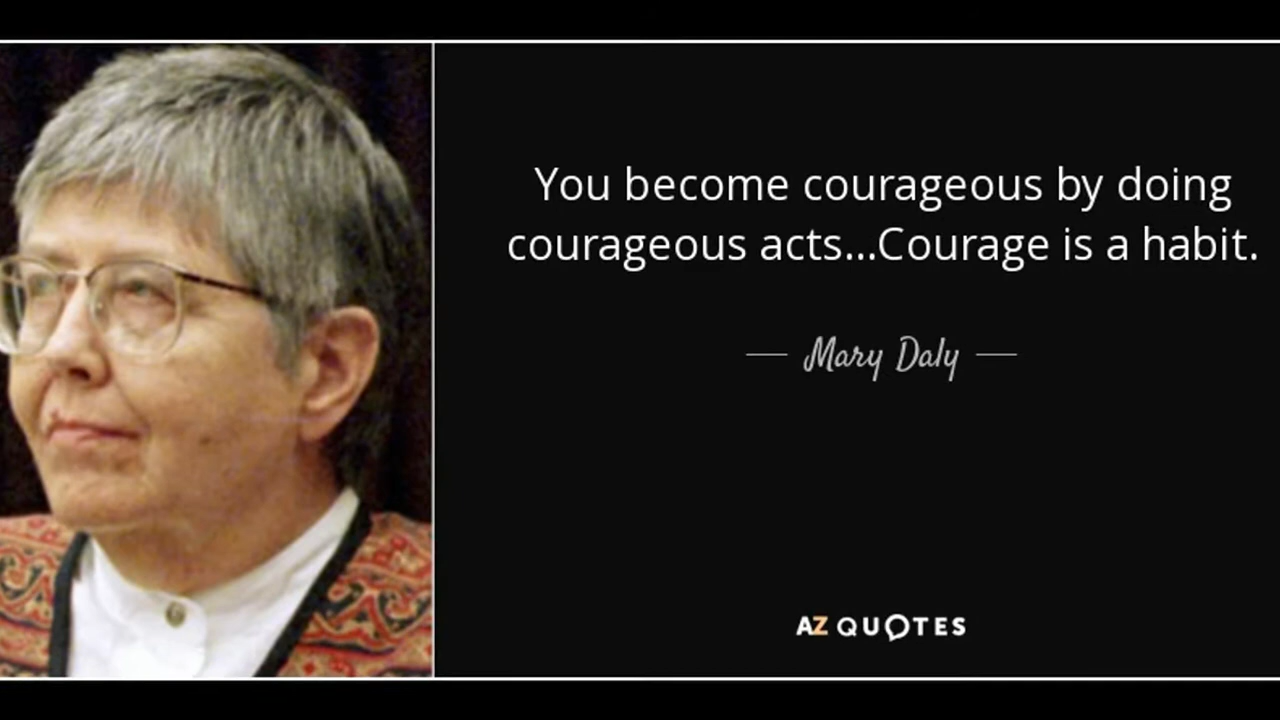 You become courageous by doing
courageous acts...Courage is a habit.
— Mary Daly —
AZ QUOTES